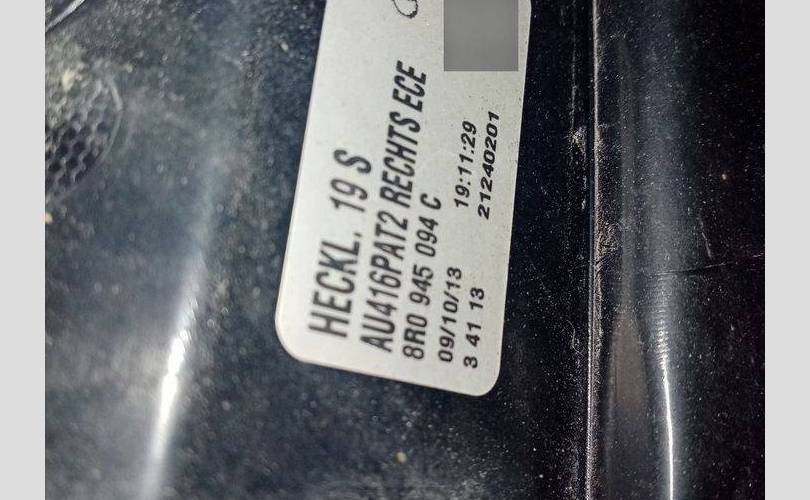 HECKL. 19 S
AU416PAT2 RECHTS ECE
8R0 945 094 C
09/10/13 19:11:29
3 41 13 21240201